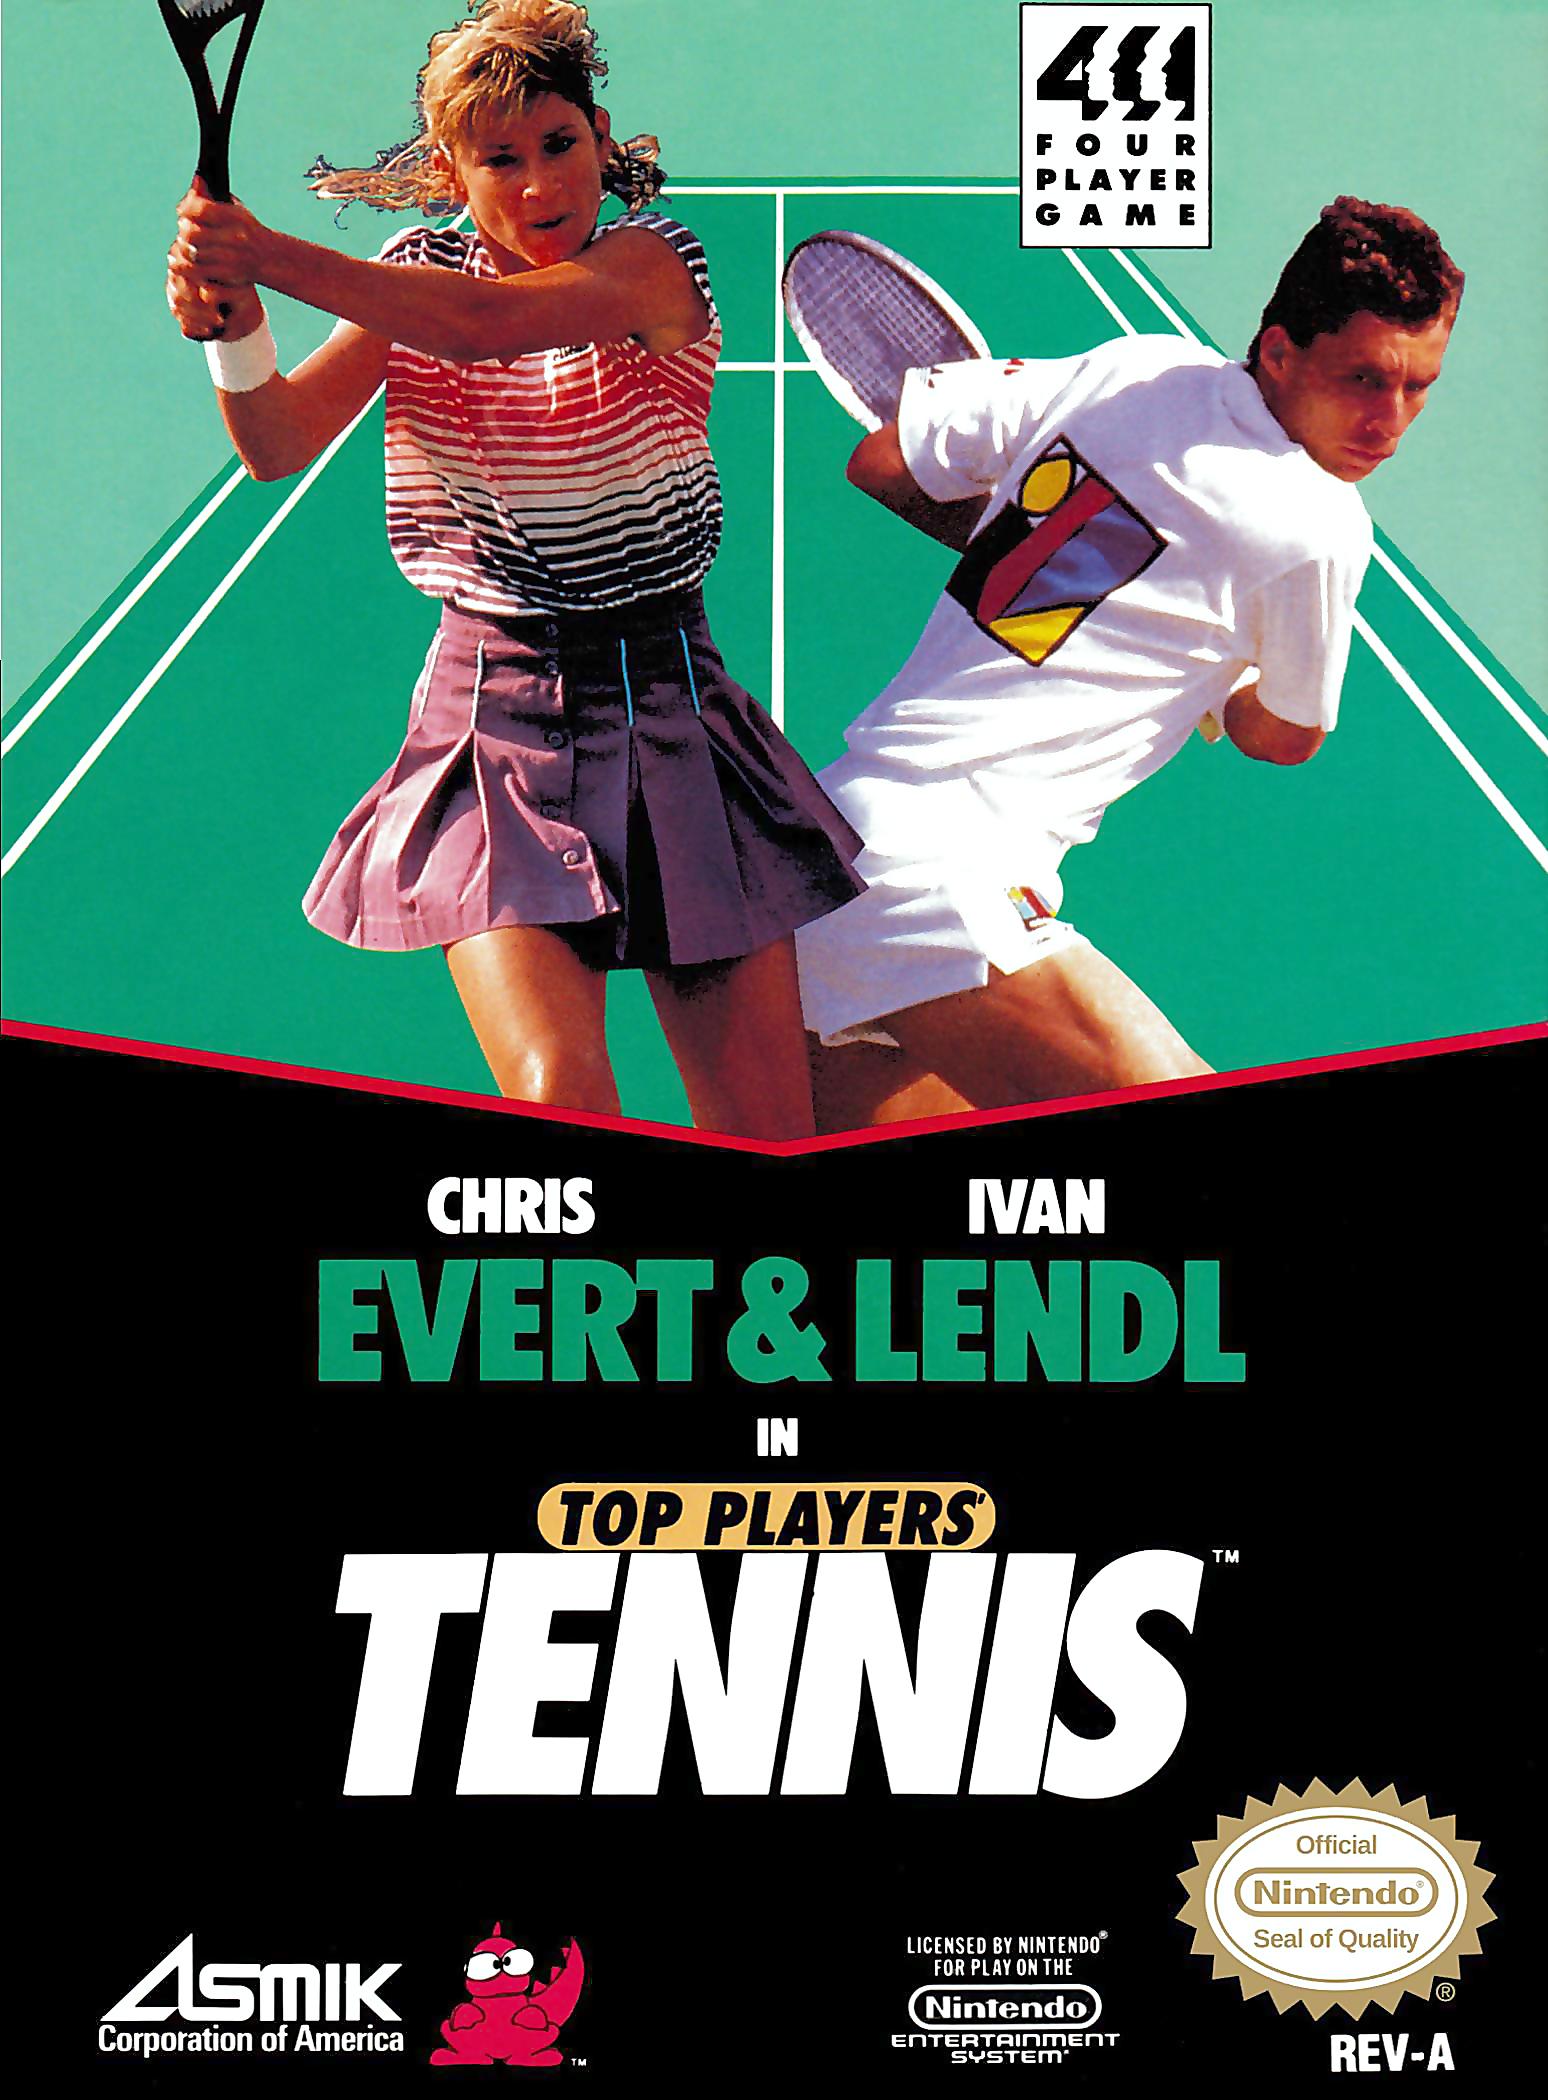 4
FOUR
PLAYER
GAME
CHRIS IVAN
EVERT & LENDL
IN
TOP PLAYERS'
TENNIS™
Official
Nintendo®
Seal of Quality
®
ASMIK
Corporation of America
™
LICENSED BY NINTENDO®
FOR PLAY ON THE
Nintendo
ENTERTAINMENT
SYSTEM®
REV-A